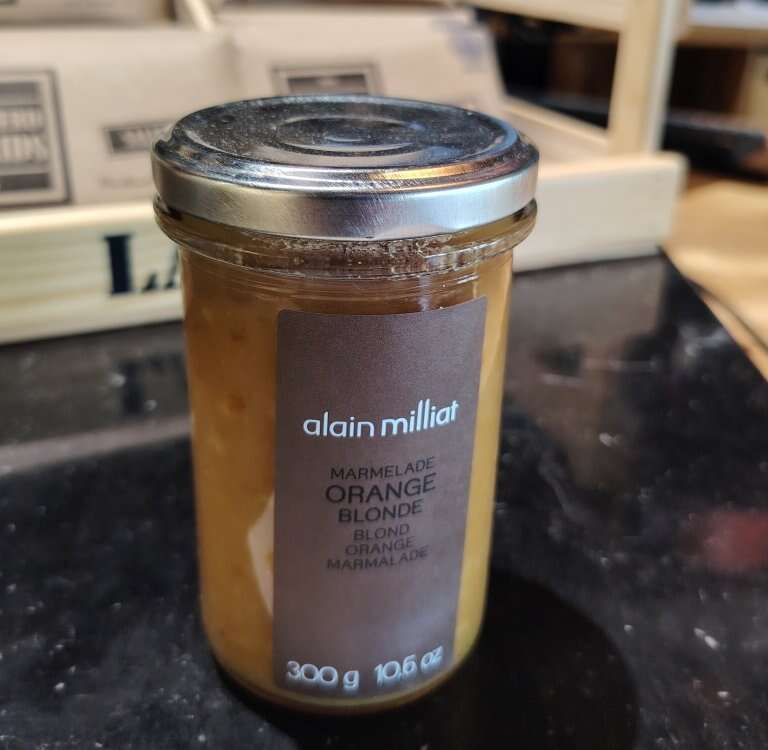 alain milliat
MARMELADE
ORANGE
BLONDE
BLOND
ORANGE
MARMALADE
300 g 10.6 oz